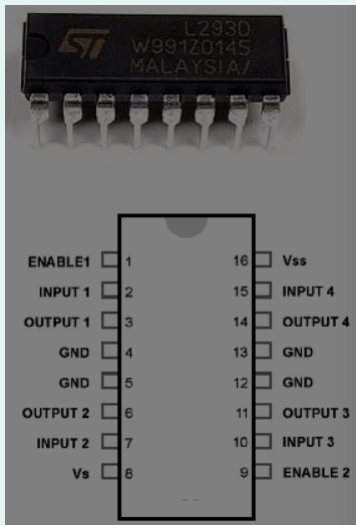 ST
L293D
W991Z0145
MALAYSIA/
ENABLE1 1 16 Vss
INPUT 1 2 15 INPUT 4
OUTPUT 1 3 14 OUTPUT 4
GND 4 13 GND
GND 5 12 GND
OUTPUT 2 6 11 OUTPUT 3
INPUT 2 7 10 INPUT 3
Vs 8 9 ENABLE 2